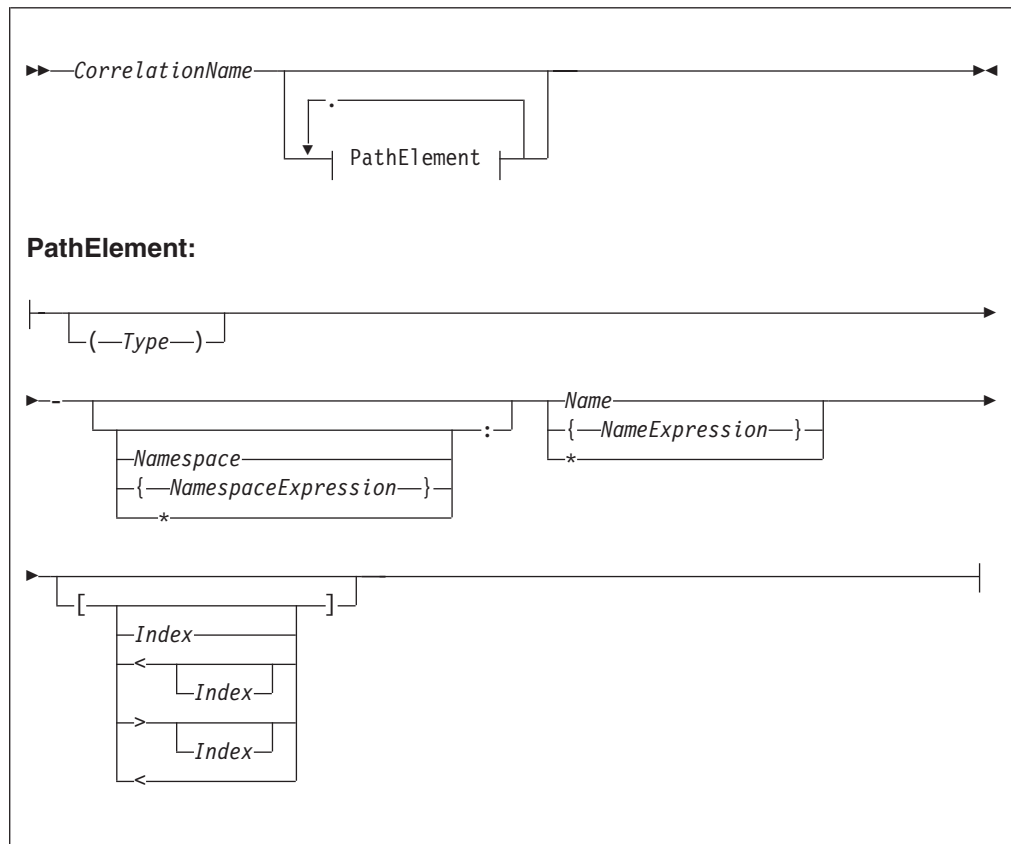 CorrelationName
.
PathElement
PathElement:
( Type )
- Name
:
{ NameExpression }
Namespace *
{ NamespaceExpression }
*
[ ]
Index
<
Index
>
Index
<